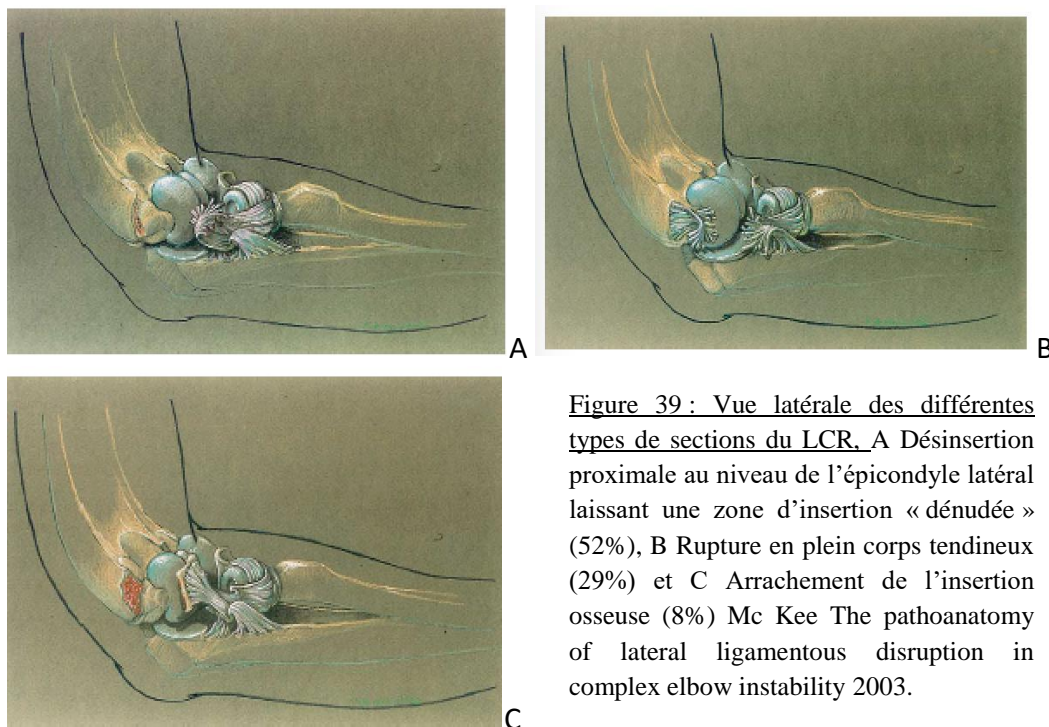 A
B
C
Figure 39 : Vue latérale des différentes
types de sections du LCR, A Désinsertion
proximale au niveau de l’épicondyle latéral
laissant une zone d’insertion « dénudée »
(52%), B Rupture en plein corps tendineux
(29%) et C Arrachement de l’insertion
osseuse (8%) Mc Kee The pathoanatomy
of lateral ligamentous disruption in
complex elbow instability 2003.